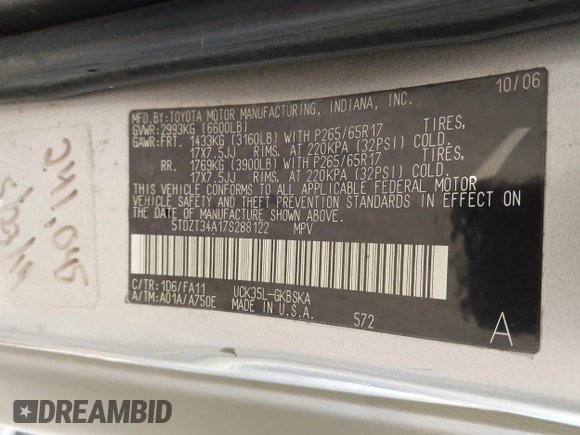 10/06
MFD.BY:TOYOTA MOTOR MANUFACTURING, INDIANA, INC.
GVWR:2993KG (6600LB)
GAWR:FRT. 1433KG (3160LB) WITH P265/65R17 TIRES,
17X7.5JJ RIMS, AT 220KPA (32PSI) COLD.
RR. 1769KG (3900LB) WITH P265/65R17 TIRES,
17X7.5JJ RIMS, AT 220KPA (32PSI) COLD.
THIS VEHICLE CONFORMS TO ALL APPLICABLE FEDERAL MOTOR
VEHICLE SAFETY AND THEFT PREVENTION STANDARDS IN EFFECT ON
THE DATE OF MANUFACTURE SHOWN ABOVE.
5TDZT34A17S288122 MPV
C/TR:1D6/FA11 UCK35L-GKBSKA
A/TM:A01A/A750E MADE IN U.S.A.
572
A
DREAMBID